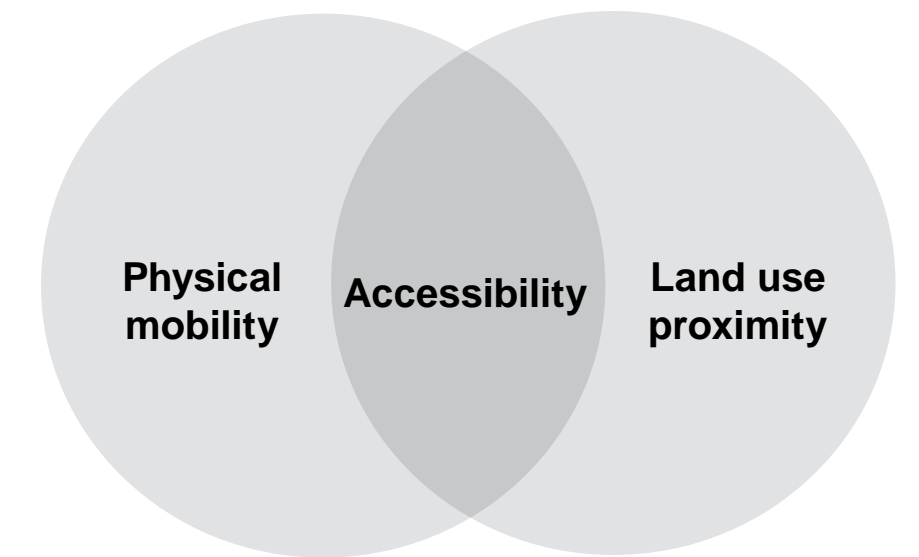 Physical
mobility
Accessibility
Land use
proximity